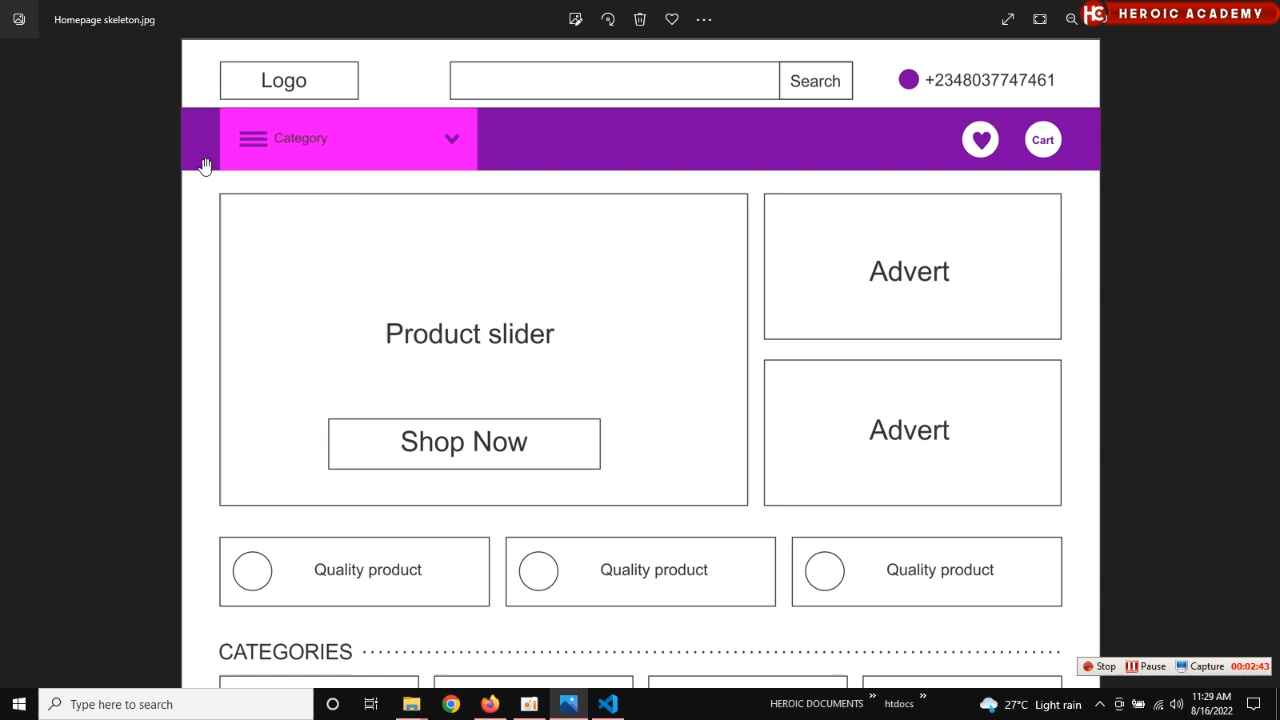 Homepage skeleton.jpg
HC HEROIC ACADEMY
Logo
Search
+2348037747461
Category
Cart
Product slider
Advert
Shop Now
Advert
Quality product
Quality product
Quality product
CATEGORIES
Stop
Pause
Capture
00:02:43
Type here to search
HEROIC DOCUMENTS
htdocs
27°C Light rain
11:29 AM
8/16/2022